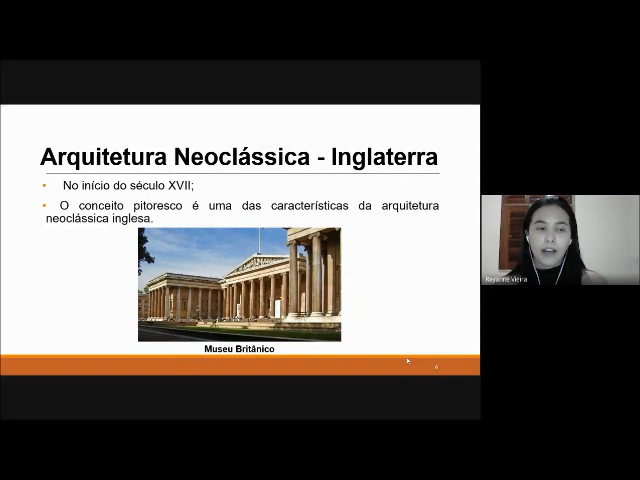 Arquitetura Neoclássica - Inglaterra
• No início do século XVII;
• O conceito pitoresco é uma das características da arquitetura
neoclássica inglesa.
Museu Britânico
6
Rayanne Vieira